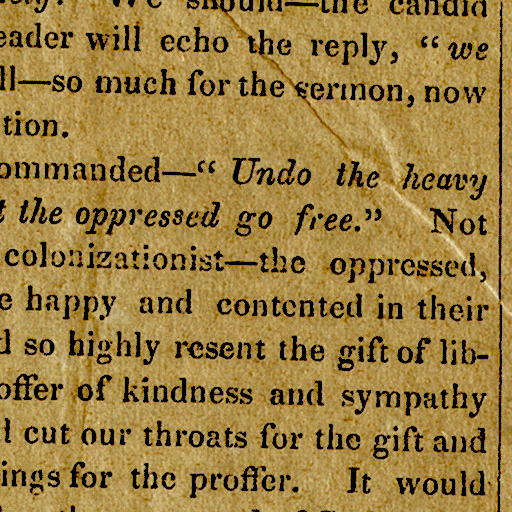 We should—the candid
eader will echo the reply, "we
ll—so much for the sermon, now
tion.
ommanded—"Undo the heavy
t the oppressed go free." Not
colonizationist—the oppressed,
e happy and contented in their
d so highly resent the gift of lib-
offer of kindness and sympathy
d cut our throats for the gift and
ings for the proffer. It would